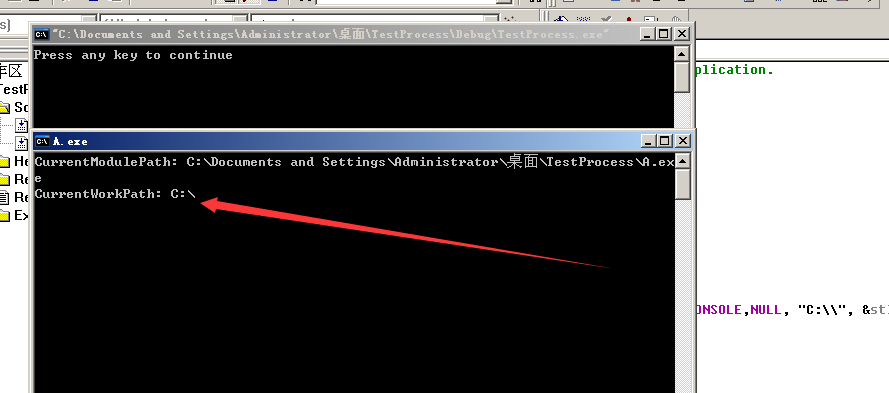 "C:\Documents and Settings\Administrator\桌面\TestProcess\Debug\TestProcess.exe"
Press any key to continue
plication.
作区
TestP
So
A.exe
He
CurrentModulePath: C:\Documents and Settings\Administrator\桌面\TestProcess\A.ex
e
Re
CurrentWorkPath: C:\
Re
Ex
ONSOLE,NULL, "C:\\", &st